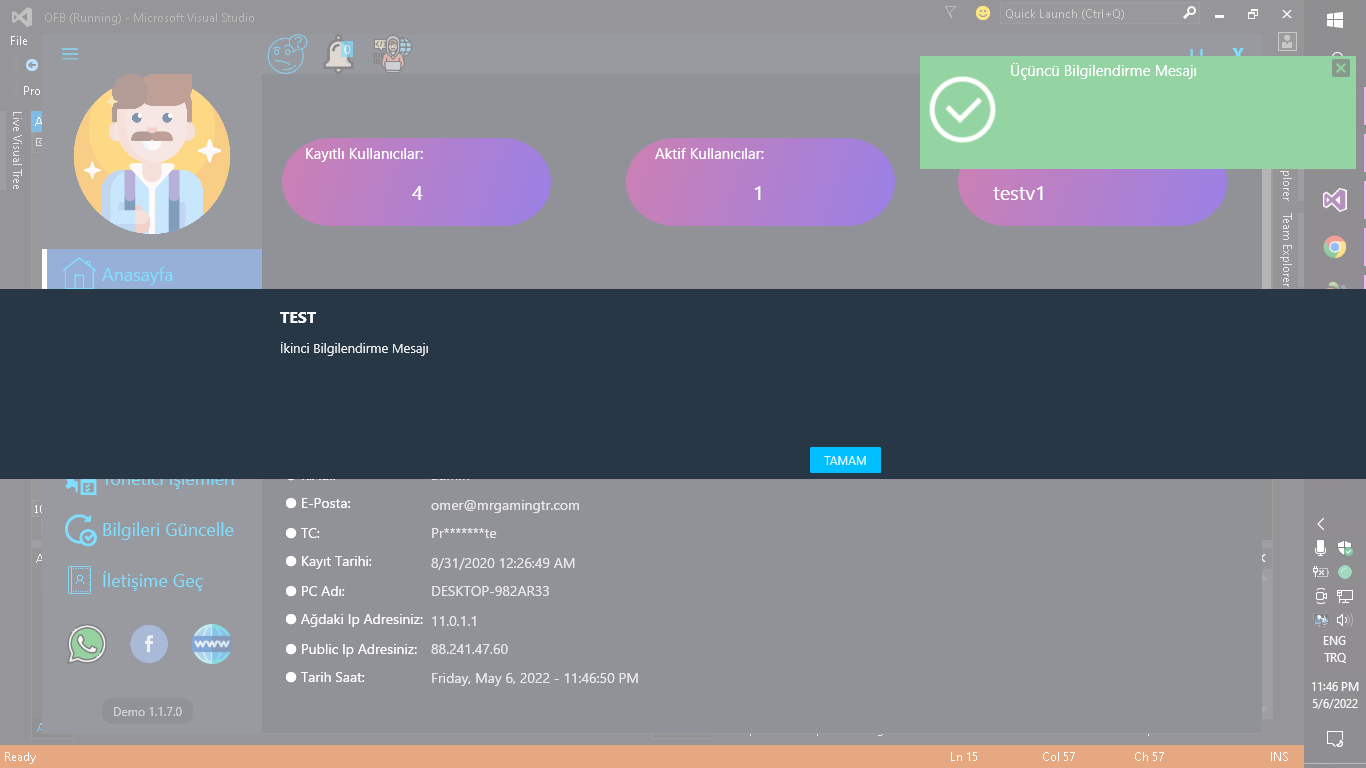 OFB (Running) - Microsoft Visual Studio
Quick Launch (Ctrl+Q)
File
0
X
Üçüncü Bilgilendirme Mesajı
Pro
Live Visual Tree
Kayıtlı Kullanıcılar:
4
Aktif Kullanıcılar:
1
testv1
plorer
Team Explorer
Anasayfa
TEST
İkinci Bilgilendirme Mesajı
TAMAM
Yönetici İşlemleri
Bilgileri Güncelle
İletişime Geç
E-Posta: omer@mrgamingtr.com
TC: Pr*******te
Kayıt Tarihi: 8/31/2020 12:26:49 AM
PC Adı: DESKTOP-982AR33
Ağdaki Ip Adresiniz: 11.0.1.1
Public Ip Adresiniz: 88.241.47.60
Tarih Saat: Friday, May 6, 2022 - 11:46:50 PM
www
Demo 1.1.7.0
Ready
Ln 15
Col 57
Ch 57
INS
ENG
TRQ
11:46 PM
5/6/2022